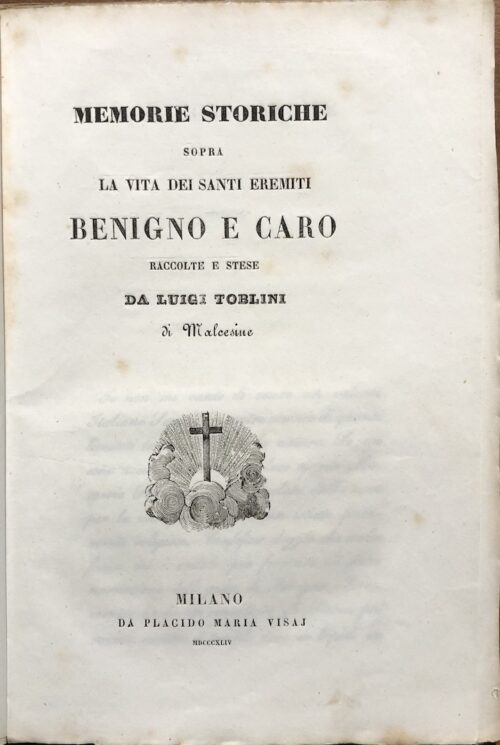 MEMORIE STORICHE
SOPRA
LA VITA DEI SANTI EREMITI
BENIGNO E CARO
RACCOLTE E STESE
DA LUIGI TOBLINI
di Malcesine
MILANO
DA PLACIDO MARIA VISAJ
MDCCCXLIV